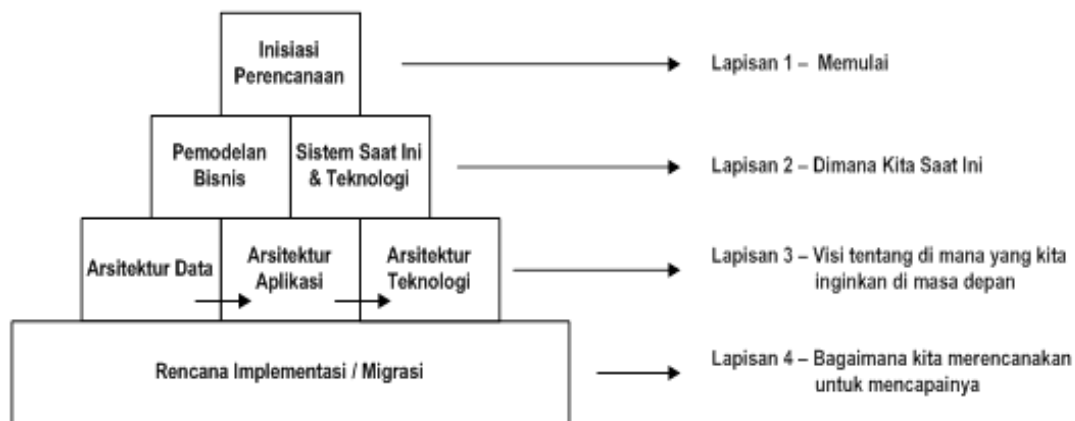 Inisiasi
Perencanaan
Lapisan 1 – Memulai
Pemodelan
Bisnis
Sistem Saat Ini
& Teknologi
Lapisan 2 – Dimana Kita Saat Ini
Arsitektur Data
Arsitektur
Aplikasi
Arsitektur
Teknologi
Lapisan 3 – Visi tentang di mana yang kita
inginkan di masa depan
Rencana Implementasi / Migrasi
Lapisan 4 – Bagaimana kita merencanakan
untuk mencapainya